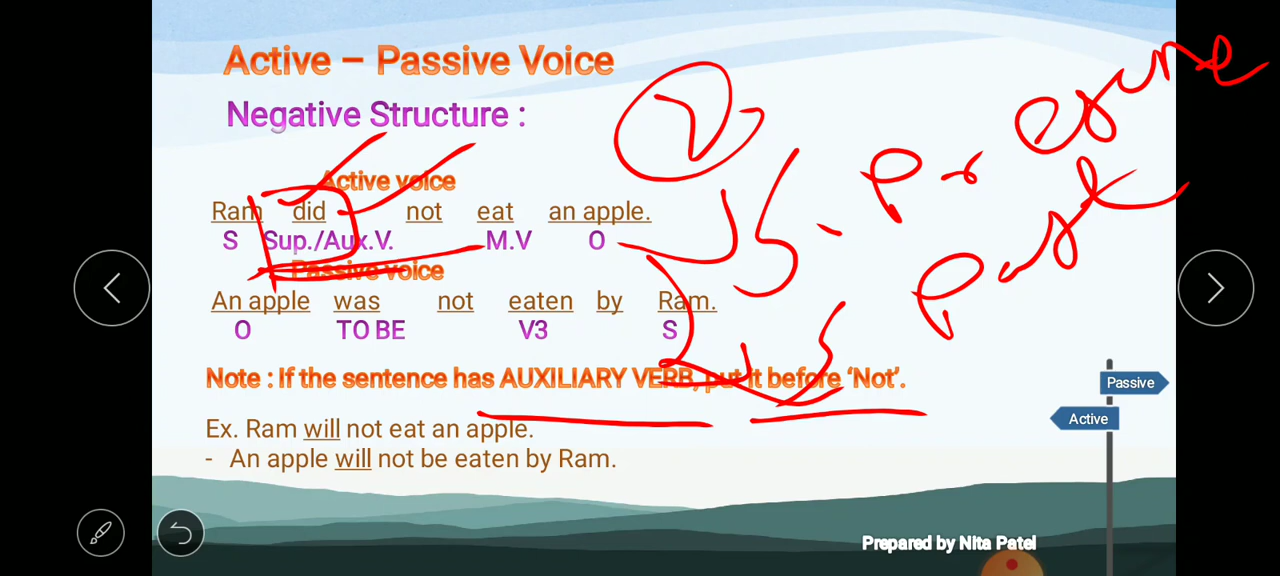 Active – Passive Voice
Negative Structure :
Active voice
Ram did not eat an apple.
S Sup./Aux.V. M.V O
Passive voice
An apple was not eaten by Ram.
O TO BE V3 S
Note : If the sentence has AUXILIARY VERB, put it before ‘Not’.
Ex. Ram will not eat an apple.
- An apple will not be eaten by Ram.
Passive
Active
Prepared by Nita Patel